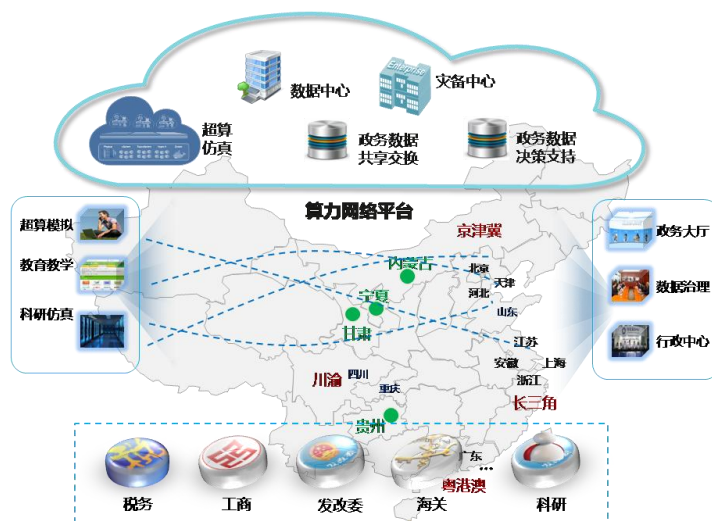 Enterprise
数据中心
灾备中心
超算
仿真
政务数据
共享交换
政务数据
决策支持
算力网络平台
超算模拟
教育教学
科研仿真
京津翼
内蒙古
北京
天津
河北
宁夏
山东
甘肃
江苏
安徽
上海
浙江
川渝
四川
重庆
长三角
贵州
政务大厅
数据治理
行政中心
广东
...
粤港澳
税务
工商
发改委
海关
科研